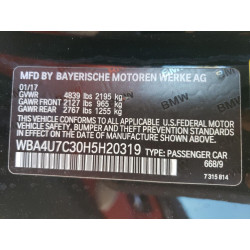 MFD BY BAYERISCHE MOTOREN WERKE AG
01/17
GVWR 4839 lbs 2195 kg
GAWR FRONT 2127 lbs 965 kg
GAWR REAR 2767 lbs 1255 kg
THIS VEHICLE CONFORMS TO ALL APPLICABLE U.S.FEDERAL MOTOR
VEHICLE SAFETY, BUMPER AND THEFT PREVENTION STANDARDS IN
EFFECT ON THE DATE OF MANUFACTURE SHOWN ABOVE.
WBA4U7C30H5H20319 TYPE: PASSENGER CAR
668/9
7 315 814
BMW
BMW